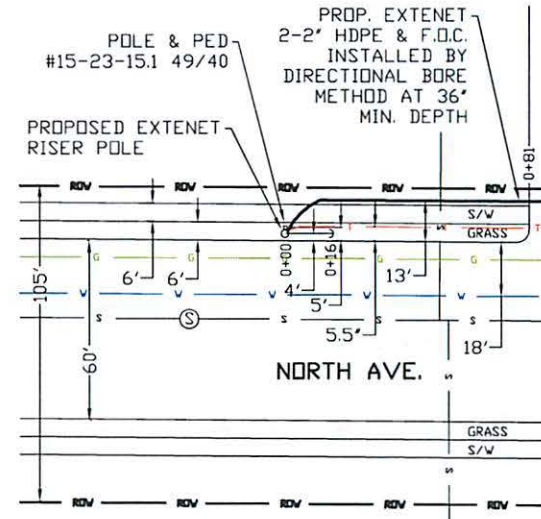 PROP. EXTENET
2-2" HDPE & F.O.C.
INSTALLED BY
DIRECTIONAL BORE
METHOD AT 36"
MIN. DEPTH
POLE & PED
#15-23-15.1 49/40
PROPOSED EXTENET
RISER POLE
0+81
ROW ROW ROW ROW ROW
S/W
T T
GRASS
0+00
0+16
G G G G G
6' 6' 4' 5' 13'
105'
W W W W W
S S S S S
5.5" 18'
60'
NORTH AVE.
S
GRASS
S/W
S
ROW ROW ROW ROW ROW